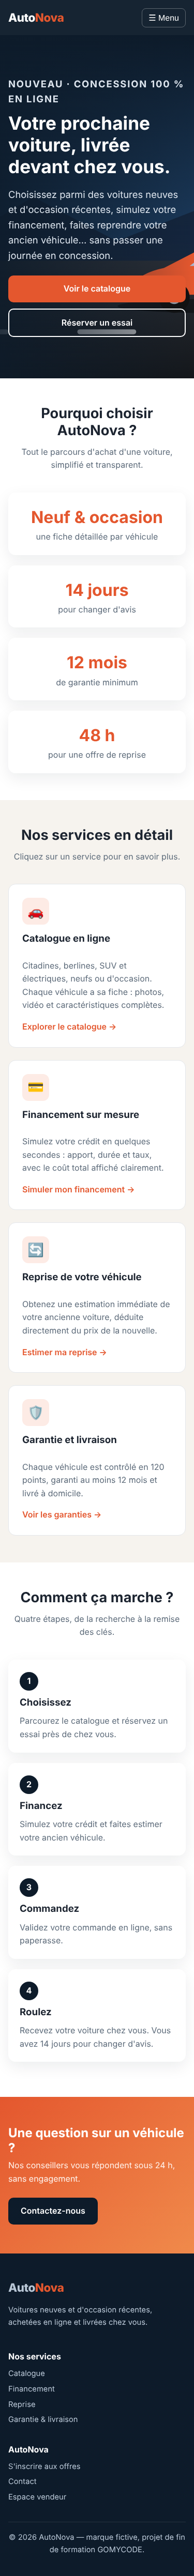 AutoNova
☰ Menu
NOUVEAU · CONCESSION 100 %
EN LIGNE
Votre prochaine
voiture, livrée
devant chez vous.
Choisissez parmi des voitures neuves
et d'occasion récentes, simulez votre
financement, faites reprendre votre
ancien véhicule… sans passer une
journée en concession.
Voir le catalogue
Réserver un essai
Pourquoi choisir
AutoNova ?
Tout le parcours d'achat d'une voiture,
simplifié et transparent.
Neuf & occasion
une fiche détaillée par véhicule
14 jours
pour changer d'avis
12 mois
de garantie minimum
48 h
pour une offre de reprise
Nos services en détail
Cliquez sur un service pour en savoir plus.
Catalogue en ligne
Citadines, berlines, SUV et
électriques, neufs ou d'occasion.
Chaque véhicule a sa fiche : photos,
vidéo et caractéristiques complètes.
Explorer le catalogue →
Financement sur mesure
Simulez votre crédit en quelques
secondes : apport, durée et taux,
avec le coût total affiché clairement.
Simuler mon financement →
Reprise de votre véhicule
Obtenez une estimation immédiate de
votre ancienne voiture, déduite
directement du prix de la nouvelle.
Estimer ma reprise →
Garantie et livraison
Chaque véhicule est contrôlé en 120
points, garanti au moins 12 mois et
livré à domicile.
Voir les garanties →
Comment ça marche ?
Quatre étapes, de la recherche à la remise
des clés.
1
Choisissez
Parcourez le catalogue et réservez un
essai près de chez vous.
2
Financez
Simulez votre crédit et faites estimer
votre ancien véhicule.
3
Commandez
Validez votre commande en ligne, sans
paperasse.
4
Roulez
Recevez votre voiture chez vous. Vous
avez 14 jours pour changer d'avis.
Une question sur un véhicule
?
Nos conseillers vous répondent sous 24 h,
sans engagement.
Contactez-nous
AutoNova
Voitures neuves et d'occasion récentes,
achetées en ligne et livrées chez vous.
Nos services
Catalogue
Financement
Reprise
Garantie & livraison
AutoNova
S'inscrire aux offres
Contact
Espace vendeur
© 2026 AutoNova — marque fictive, projet de fin
de formation GOMYCODE.